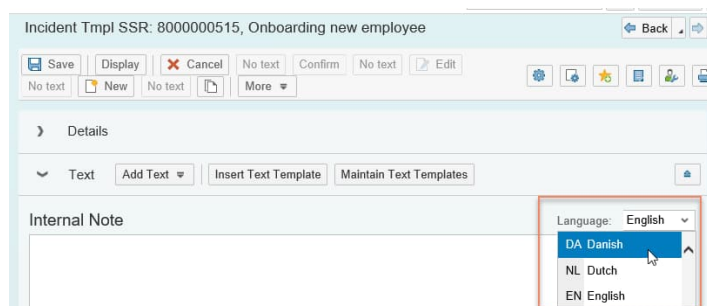 Incident Tmpl SSR: 8000000515, Onboarding new employee Back
Save Display Cancel No text Confirm No text Edit
No text New No text More
Details
Text Add Text Insert Text Template Maintain Text Templates
Internal Note Language: English
DA Danish
NL Dutch
EN English